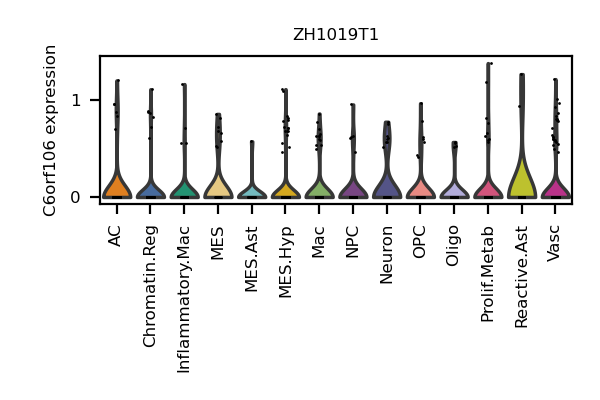 ZH1019T1
C6orf106 expression
1
0
AC
Chromatin.Reg
Inflammatory.Mac
MES
MES.Ast
MES.Hyp
Mac
NPC
Neuron
OPC
Oligo
Prolif.Metab
Reactive.Ast
Vasc